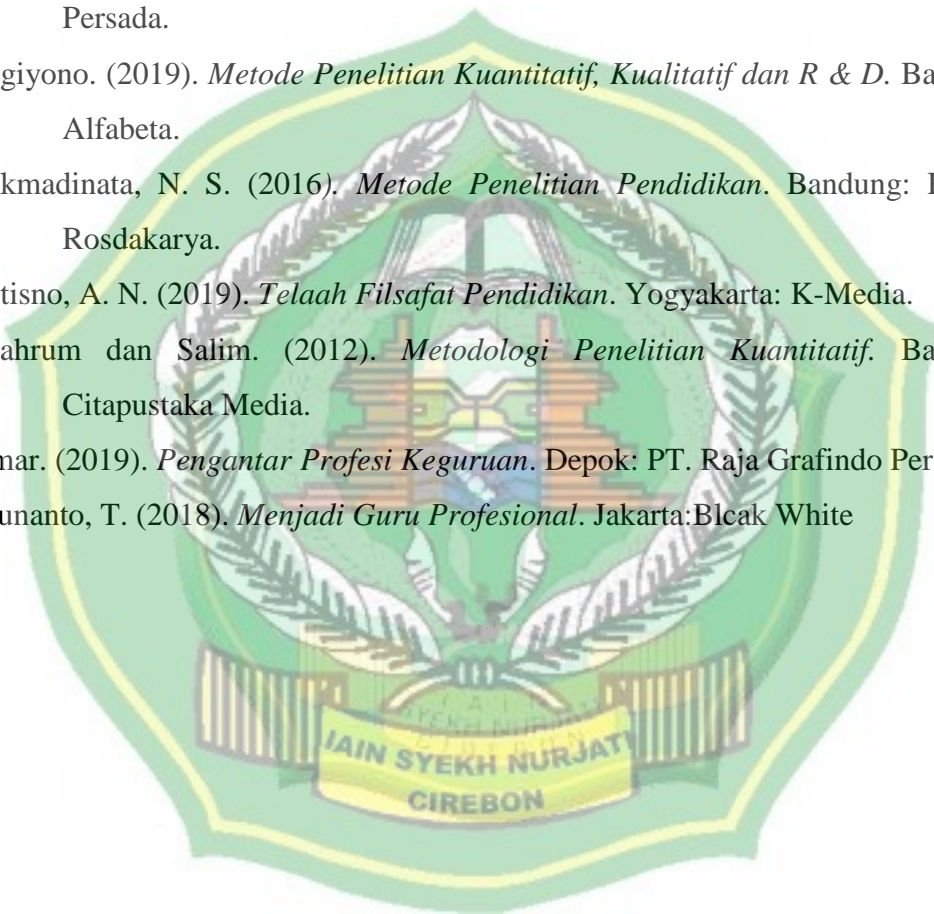 Persada.
giyono. (2019). Metode Penelitian Kuantitatif, Kualitatif dan R & D. Ba
Alfabeta.
kmadinata, N. S. (2016). Metode Penelitian Pendidikan. Bandung:
Rosdakarya.
tisno, A. N. (2019). Telaah Filsafat Pendidikan. Yogyakarta: K-Media.
ahrum dan Salim. (2012). Metodologi Penelitian Kuantitatif. Ba
Citapustaka Media.
mar. (2019). Pengantar Profesi Keguruan. Depok: PT. Raja Grafindo Per
unanto, T. (2018). Menjadi Guru Profesional. Jakarta:Blcak White
IAIN SYEKH NURJATI
CIREBON